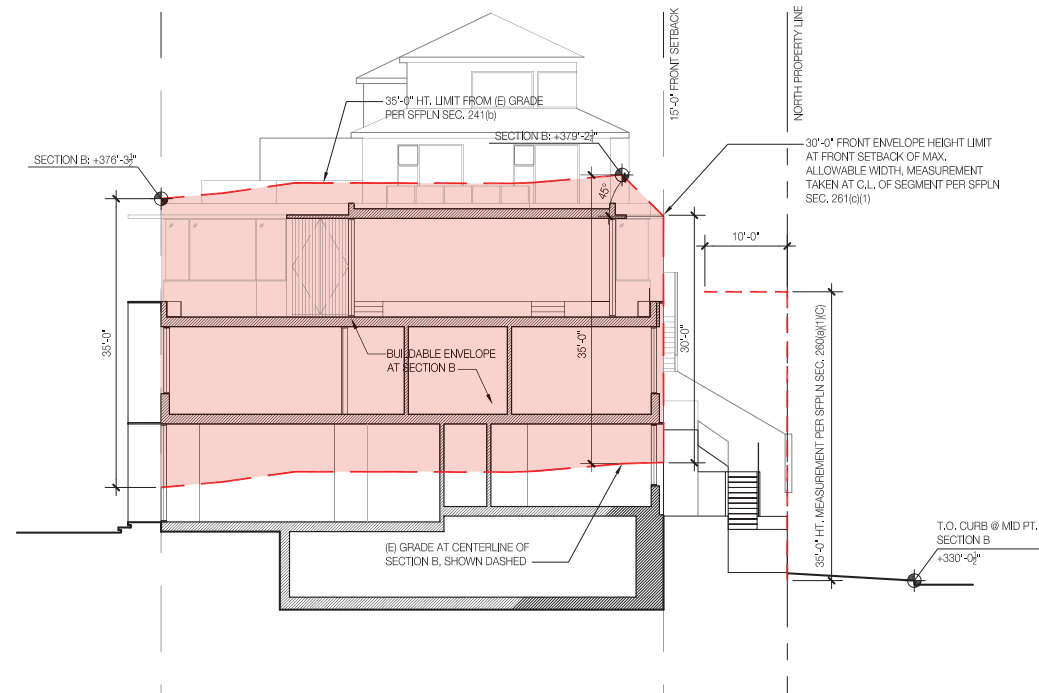 15'-0" FRONT SETBACK
NORTH PROPERTY LINE
35'-0" HT. LIMIT FROM (E) GRADE
PER SFPLN SEC. 241(b)
SECTION B: +379'-2½"
SECTION B: +376'-3½"
30'-0" FRONT ENVELOPE HEIGHT LIMIT
AT FRONT SETBACK OF MAX.
ALLOWABLE WIDTH, MEASUREMENT
TAKEN AT C.L. OF SEGMENT PER SFPLN
SEC. 261(c)(1)
45°
10'-0"
35'-0"
35'-0"
30'-0"
BUILDABLE ENVELOPE
AT SECTION B
35'-0" HT. MEASUREMENT PER SFPLN SEC. 260(a)(1)(C)
(E) GRADE AT CENTERLINE OF
SECTION B, SHOWN DASHED
T.O. CURB @ MID PT.
SECTION B
+330'-0½"